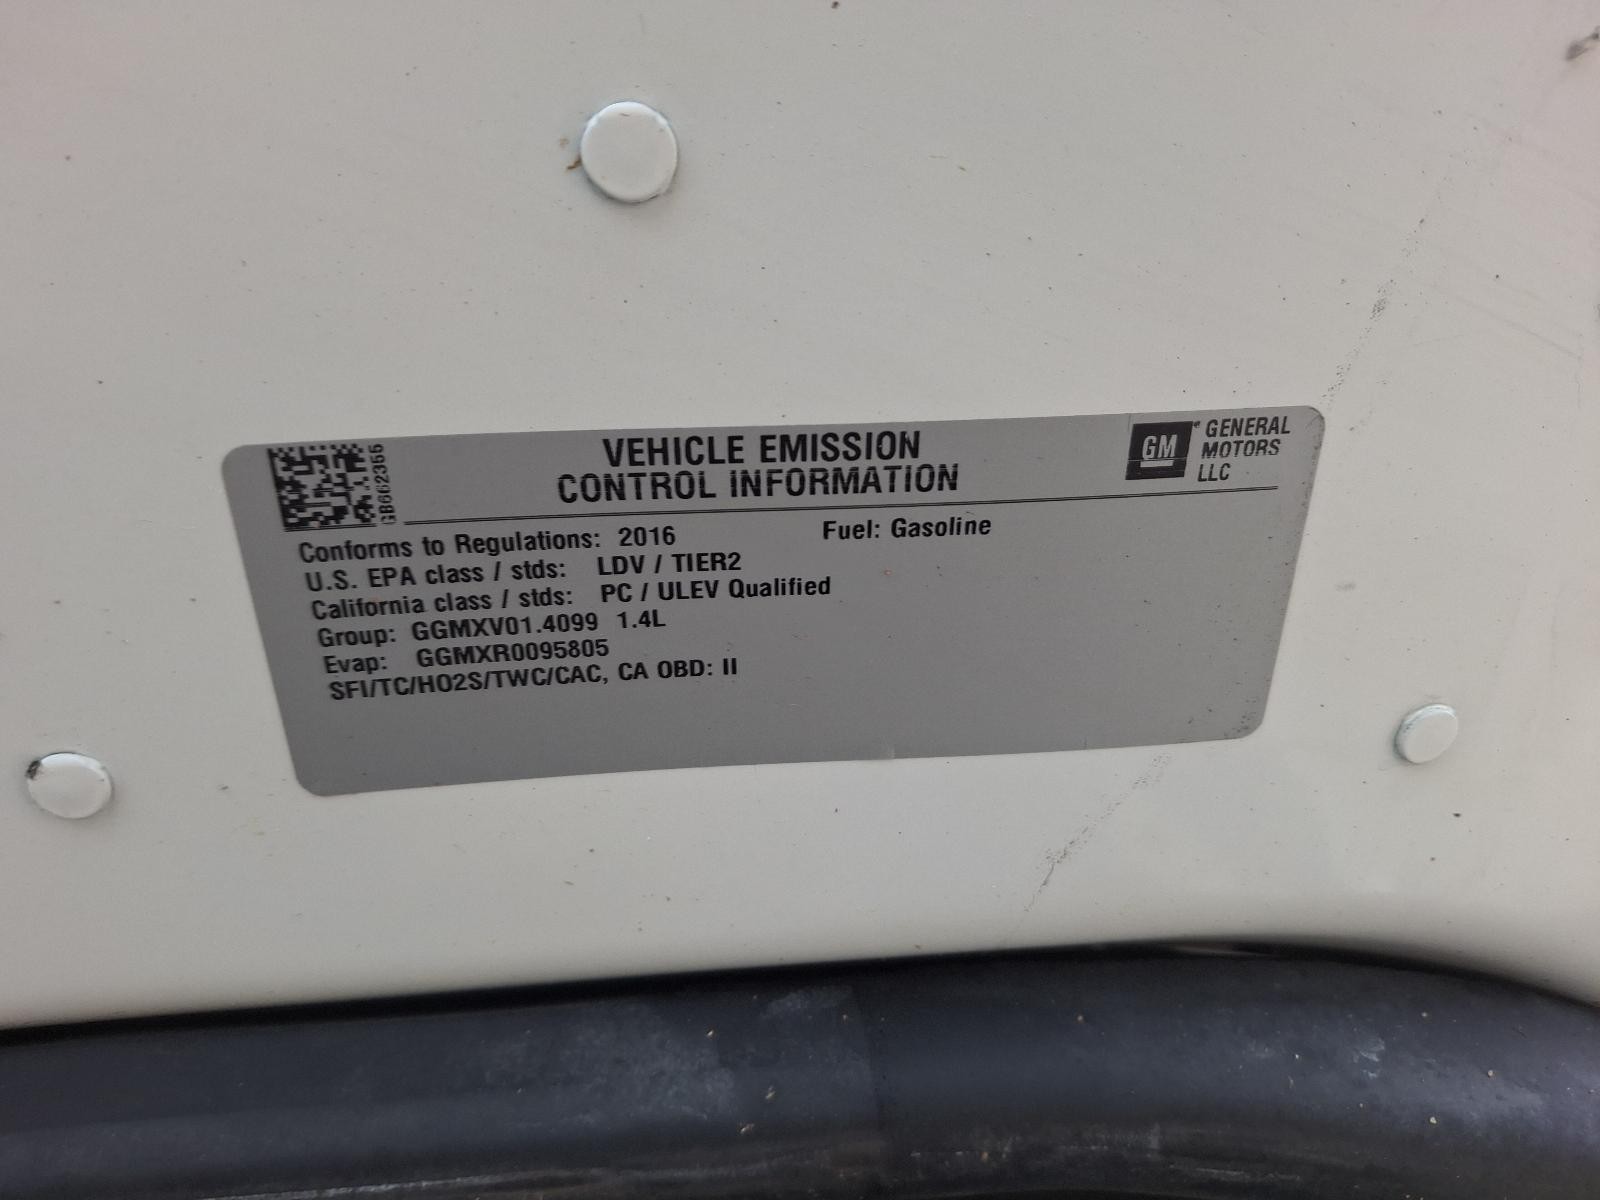 GB662355
VEHICLE EMISSION
CONTROL INFORMATION
GM
GENERAL
MOTORS
LLC
Conforms to Regulations: 2016 Fuel: Gasoline
U.S. EPA class / stds: LDV / TIER2
California class / stds: PC / ULEV Qualified
Group: GGMXV01.4099 1.4L
Evap: GGMXR0095805
SFI/TC/HO2S/TWC/CAC, CA OBD: II